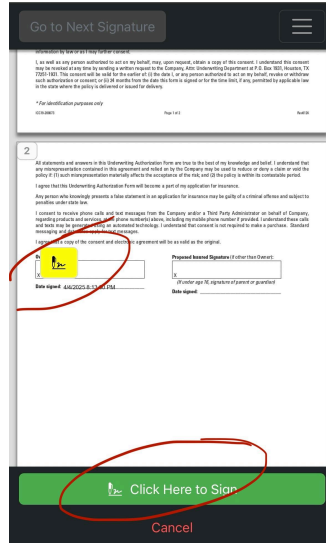 Go to Next Signature
information by law or as I may further consent.
I, as well as any person authorized to act on my behalf, may, upon request, obtain a copy of this consent. I understand this consent
may be revoked at any time by sending a written request to the Company, Attn: Underwriting Department at P.O. Box 1931, Houston, TX
77251-1931. This consent will be valid for the earlier of: (i) the date I, or any person authorized to act on my behalf, revoke or withdraw
such authorization or consent; or (ii) 24 months from the date this form is signed or for the time limit, if any, permitted by applicable law
in the state where the policy is delivered or issued for delivery.
* For identification purposes only
Page 1 of 2
2
All statements and answers in this Underwriting Authorization Form are true to the best of my knowledge and belief. I understand that
any misrepresentation contained in this agreement and relied on by the Company may be used to reduce or deny a claim or void the
policy if: (1) such misrepresentation materially affects the acceptance of the risk; and (2) the policy is within its contestable period.
I agree that this Underwriting Authorization Form will become a part of my application for insurance.
Any person who knowingly presents a false statement in an application for insurance may be guilty of a criminal offense and subject to
penalties under state law.
I consent to receive phone calls and text messages from the Company and/or a Third Party Administrator on behalf of Company,
regarding products and services, at the phone number(s) above, including my mobile phone number if provided. I understand these calls
and texts may be generated using an automated technology. I understand that consent is not required to make a purchase. Standard
messaging and data rates apply for text messages.
I agree that a copy of the consent and electronic agreement will be as valid as the original.
Proposed Insured Signature (if other than Owner):
X
X
(If under age 16, signature of parent or guardian)
Date signed: 4/6/2025 8:13:50 PM
Date signed:
Click Here to Sign
Cancel